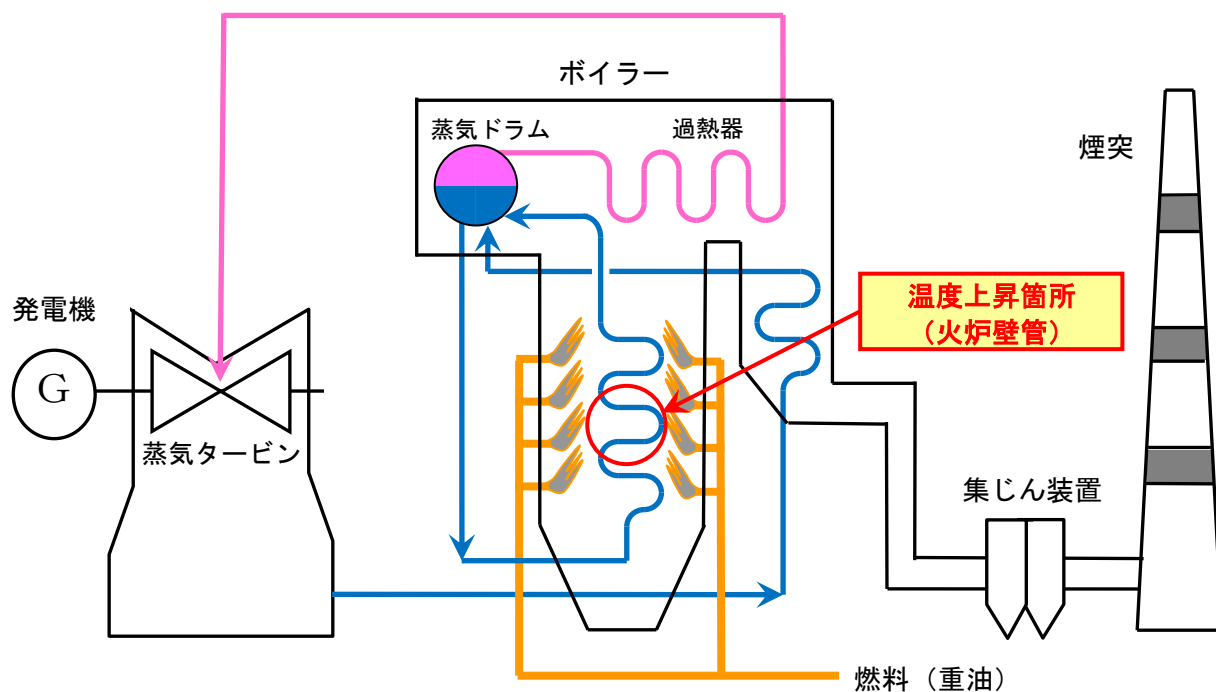 ボイラー
蒸気ドラム
過熱器
煙突
温度上昇箇所
（火炉壁管）
発電機
G
蒸気タービン
集じん装置
燃料（重油）